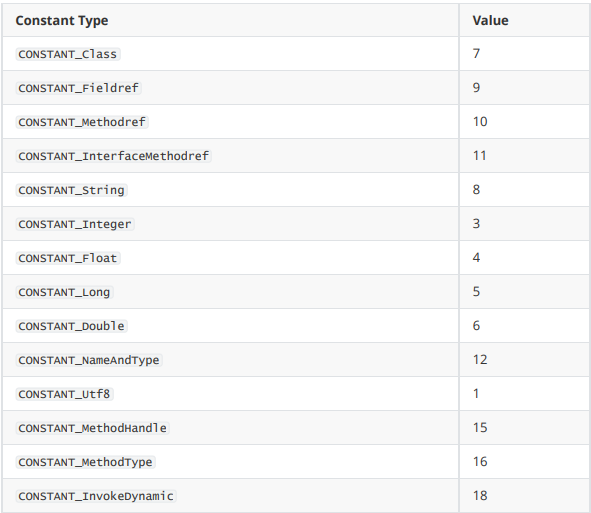 Constant Type Value
CONSTANT_Class 7
CONSTANT_Fieldref 9
CONSTANT_Methodref 10
CONSTANT_InterfaceMethodref 11
CONSTANT_String 8
CONSTANT_Integer 3
CONSTANT_Float 4
CONSTANT_Long 5
CONSTANT_Double 6
CONSTANT_NameAndType 12
CONSTANT_Utf8 1
CONSTANT_MethodHandle 15
CONSTANT_MethodType 16
CONSTANT_InvokeDynamic 18